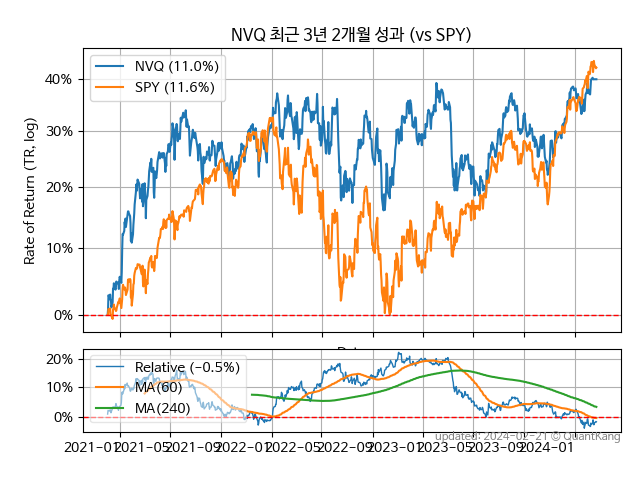 NVQ 최근 3년 2개월 성과 (vs SPY)
NVQ (11.0%)
SPY (11.6%)
Rate of Return (TR, log)
40%
30%
20%
10%
0%
Relative (−0.5%)
MA(60)
MA(240)
20%
10%
0%
2021-01
2021-05
2021-09
2022-01
2022-05
2022-09
2023-01
2023-05
2023-09
2024-01
updated: 2024-02-21 © QuantKang